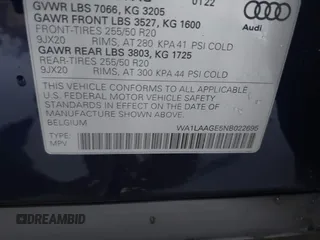 GVWR LBS 7066, KG 3205
01.22
GAWR FRONT LBS 3527, KG 1600
FRONT-TIRES 255/50 R20
9JX20 RIMS, AT 280 KPA 41 PSI COLD
GAWR REAR LBS 3803, KG 1725
REAR-TIRES 255/50 R20
9JX20 RIMS, AT 300 KPA 44 PSI COLD
THIS VEHICLE CONFORMS TO ALL APPLICABLE
U.S. FEDERAL MOTOR VEHICLE SAFETY
STANDARDS IN EFFECT ON THE DATE OF
MANUFACTURE SHOWN ABOVE.
BELGIUM WA1LAAGE5NB022695
TYPE:
MPV
DREAMBID